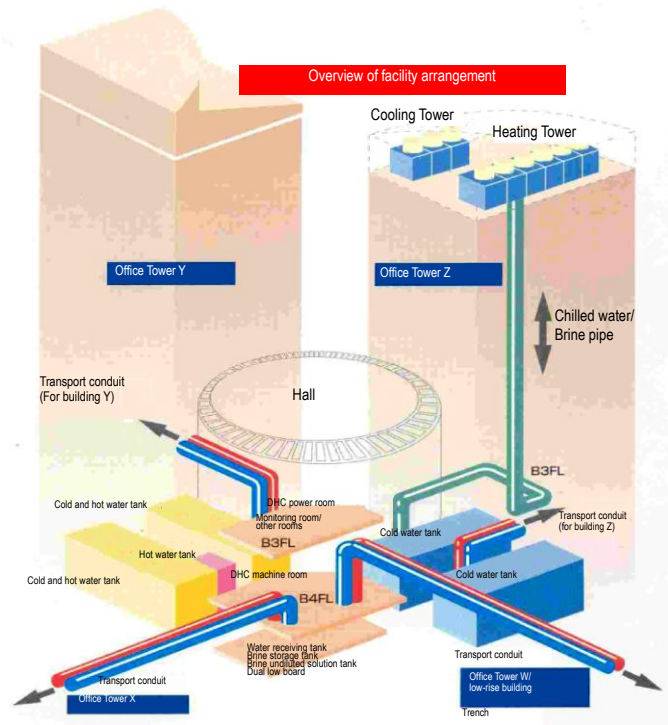 Overview of facility arrangement
Cooling Tower
Heating Tower
Office Tower Y
Office Tower Z
Chilled water/
Brine pipe
Transport conduit
(For building Y)
Hall
B3FL
DHC power room
Cold and hot water tank
Monitoring room/
other rooms
Transport conduit
(for building Z)
Cold water tank
B3FL
Hot water tank
DHC machine room
Cold water tank
Cold and hot water tank
B4FL
Water receiving tank
Brine storage tank
Brine undiluted solution tank
Dual low board
Transport conduit
Transport conduit
Office Tower X
Office Tower W/
low-rise building
Trench